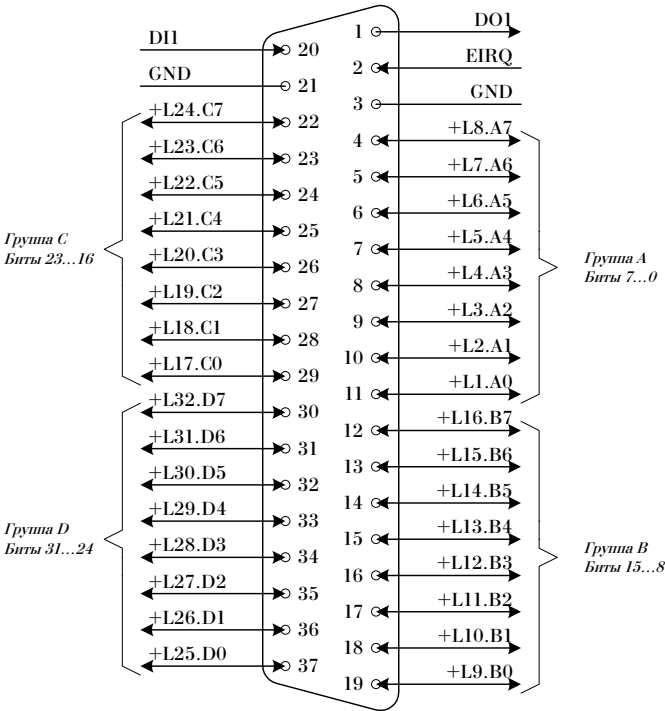 DI1
20
GND
21
+L24.C7
22
+L23.C6
23
+L22.C5
24
+L21.C4
25
+L20.C3
26
+L19.C2
27
+L18.C1
28
+L17.C0
29
+L32.D7
30
+L31.D6
31
+L30.D5
32
+L29.D4
33
+L28.D3
34
+L27.D2
35
+L26.D1
36
+L25.D0
37
Группа C
Биты 23...16
Группа D
Биты 31...24
1
DO1
2
EIRQ
3
GND
4
+L8.A7
5
+L7.A6
6
+L6.A5
7
+L5.A4
8
+L4.A3
9
+L3.A2
10
+L2.A1
11
+L1.A0
12
+L16.B7
13
+L15.B6
14
+L14.B5
15
+L13.B4
16
+L12.B3
17
+L11.B2
18
+L10.B1
19
+L9.B0
Группа A
Биты 7...0
Группа B
Биты 15...8